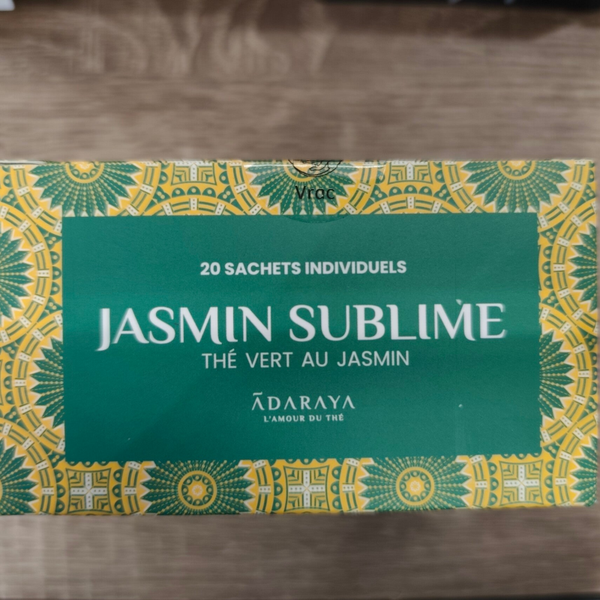 Vrac
20 SACHETS INDIVIDUELS
JASMIN SUBLIME
THÉ VERT AU JASMIN
ĀDARAYA
L'AMOUR DU THÉ